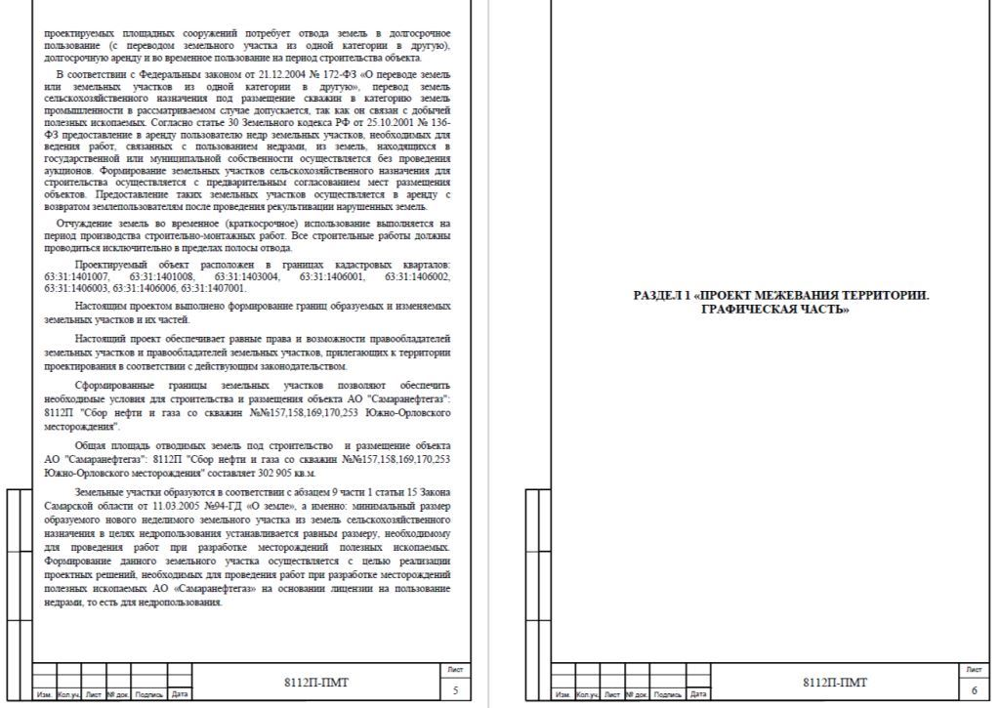 проектируемых площадных сооружений потребует отвода земель в долгосрочное
пользование (с переводом земельного участка из одной категории в другую),
долгосрочную аренду и во временное пользование на период строительства объекта.
В соответствии с Федеральным законом от 21.12.2004 № 172-ФЗ «О переводе земель
или земельных участков из одной категории в другую», перевод земель
сельскохозяйственного назначения под размещение скважин в категорию земель
промышленности в рассматриваемом случае допускается, так как он связан с добычей
полезных ископаемых. Согласно статье 30 Земельного кодекса РФ от 25.10.2001 № 136-
ФЗ предоставление в аренду пользователю недр земельных участков, необходимых для
ведения работ, связанных с пользованием недрами, из земель, находящихся в
государственной или муниципальной собственности осуществляется без проведения
аукционов. Формирование земельных участков сельскохозяйственного назначения для
строительства осуществляется с предварительным согласованием мест размещения
объектов. Предоставление таких земельных участков осуществляется в аренду с
возвратом землепользователям после проведения рекультивации нарушенных земель.
Отчуждение земель во временное (краткосрочное) использование выполняется на
период производства строительно-монтажных работ. Все строительные работы должны
проводиться исключительно в пределах полосы отвода.
Проектируемый объект расположен в границах кадастровых кварталов:
63:31:1401007, 63:31:1401008, 63:31:1403004, 63:31:1406001, 63:31:1406002,
63:31:1406003, 63:31:1406006, 63:31:1407001.
Настоящим проектом выполнено формирование границ образуемых и изменяемых
земельных участков и их частей.
Настоящий проект обеспечивает равные права и возможности правообладателей
земельных участков и правообладателей земельных участков, прилегающих к территории
проектирования в соответствии с действующим законодательством.
Сформированные границы земельных участков позволяют обеспечить
необходимые условия для строительства и размещения объекта АО "Самаранефтегаз":
8112П "Сбор нефти и газа со скважин №№157,158,169,170,253 Южно-Орловского
месторождения".
Общая площадь отводимых земель под строительство и размещение объекта
АО "Самаранефтегаз": 8112П "Сбор нефти и газа со скважин №№157,158,169,170,253
Южно-Орловского месторождения" составляет 302 905 кв.м.
Земельные участки образуются в соответствии с абзацем 9 части 1 статьи 15 Закона
Самарской области от 11.03.2005 №94-ГД «О земле», а именно: минимальный размер
образуемого нового неделимого земельного участка из земель сельскохозяйственного
назначения в целях недропользования устанавливается равным размеру, необходимому
для проведения работ при разработке месторождений полезных ископаемых.
Формирование данного земельного участка осуществляется с целью реализации
проектных решений, необходимых для проведения работ при разработке месторождений
полезных ископаемых АО «Самаранефтегаз» на основании лицензии на пользование
недрами, то есть для недропользования.
Изм. Кол.уч. Лист № док. Подпись Дата
8112П-ПМТ
Лист
5
РАЗДЕЛ 1 «ПРОЕКТ МЕЖЕВАНИЯ ТЕРРИТОРИИ.
ГРАФИЧЕСКАЯ ЧАСТЬ»
Изм. Кол.уч. Лист № док. Подпись Дата
8112П-ПМТ
Лист
6